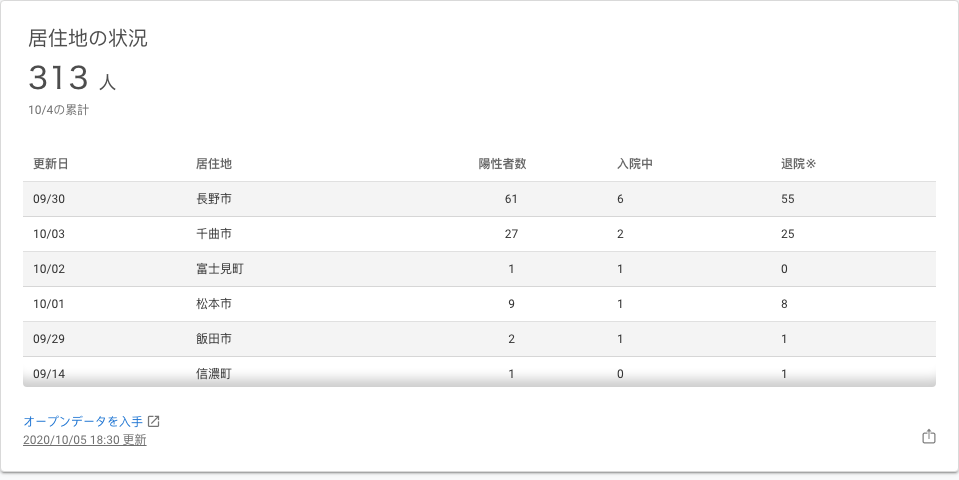 居住地の状況
313 人
10/4の累計
更新日 居住地 陽性者数 入院中 退院※
09/30 長野市 61 6 55
10/03 千曲市 27 2 25
10/02 富士見町 1 1 0
10/01 松本市 9 1 8
09/29 飯田市 2 1 1
09/14 信濃町 1 0 1
オープンデータを入手
2020/10/05 18:30 更新